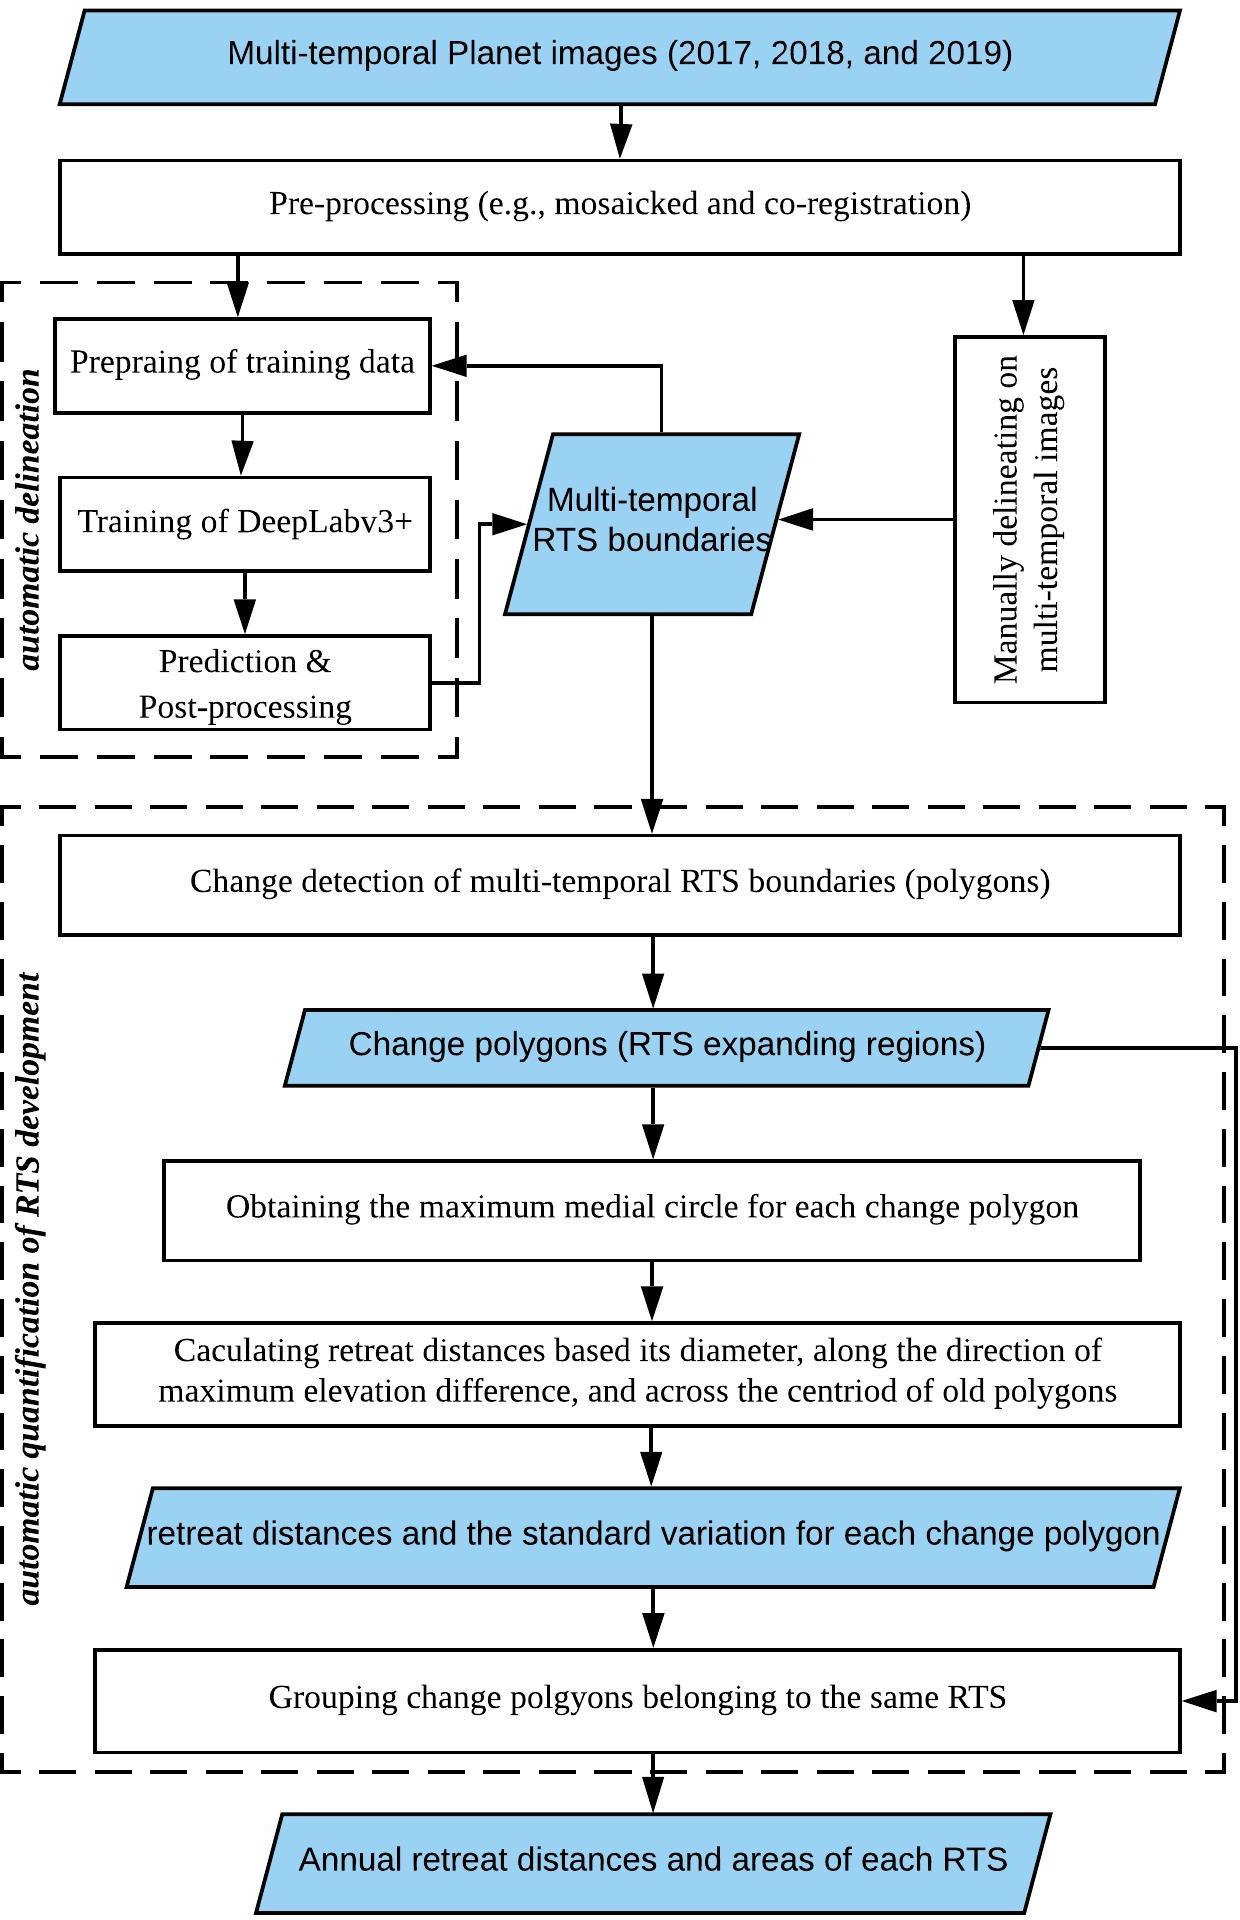 Multi-temporal Planet images (2017, 2018, and 2019)
Pre-processing (e.g., mosaicked and co-registration)
automatic delineation
Prepraing of training data
Training of DeepLabv3+
Prediction &
Post-processing
Multi-temporal
RTS boundaries
Manually delineating on
multi-temporal images
automatic quantification of RTS development
Change detection of multi-temporal RTS boundaries (polygons)
Change polygons (RTS expanding regions)
Obtaining the maximum medial circle for each change polygon
Caculating retreat distances based its diameter, along the direction of
maximum elevation difference, and across the centriod of old polygons
retreat distances and the standard variation for each change polygon
Grouping change polgyons belonging to the same RTS
Annual retreat distances and areas of each RTS